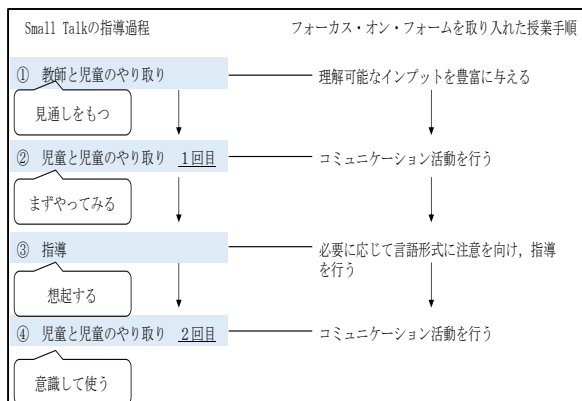 Small Talkの指導過程
フォーカス・オン・フォームを取り入れた授業手順
① 教師と児童のやり取り
理解可能なインプットを豊富に与える
見通しをもつ
② 児童と児童のやり取り 1回目
コミュニケーション活動を行う
まずやってみる
③ 指導
必要に応じて言語形式に注意を向け，指導
を行う
想起する
④ 児童と児童のやり取り 2回目
コミュニケーション活動を行う
意識して使う